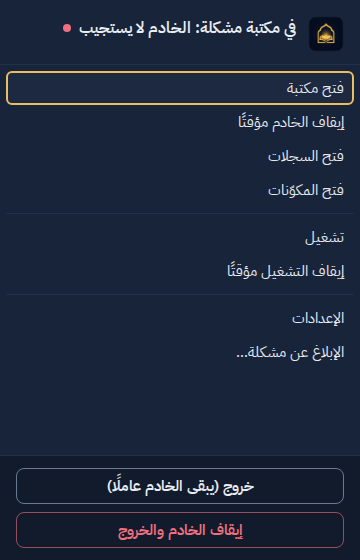 في مكتبة مشكلة: الخادم لا يستجيب
فتح مكتبة
إيقاف الخادم مؤقتًا
فتح السجلات
فتح المكوّنات
تشغيل
إيقاف التشغيل مؤقتًا
الإعدادات
الإبلاغ عن مشكلة...
خروج (يبقى الخادم عاملًا)
إيقاف الخادم والخروج